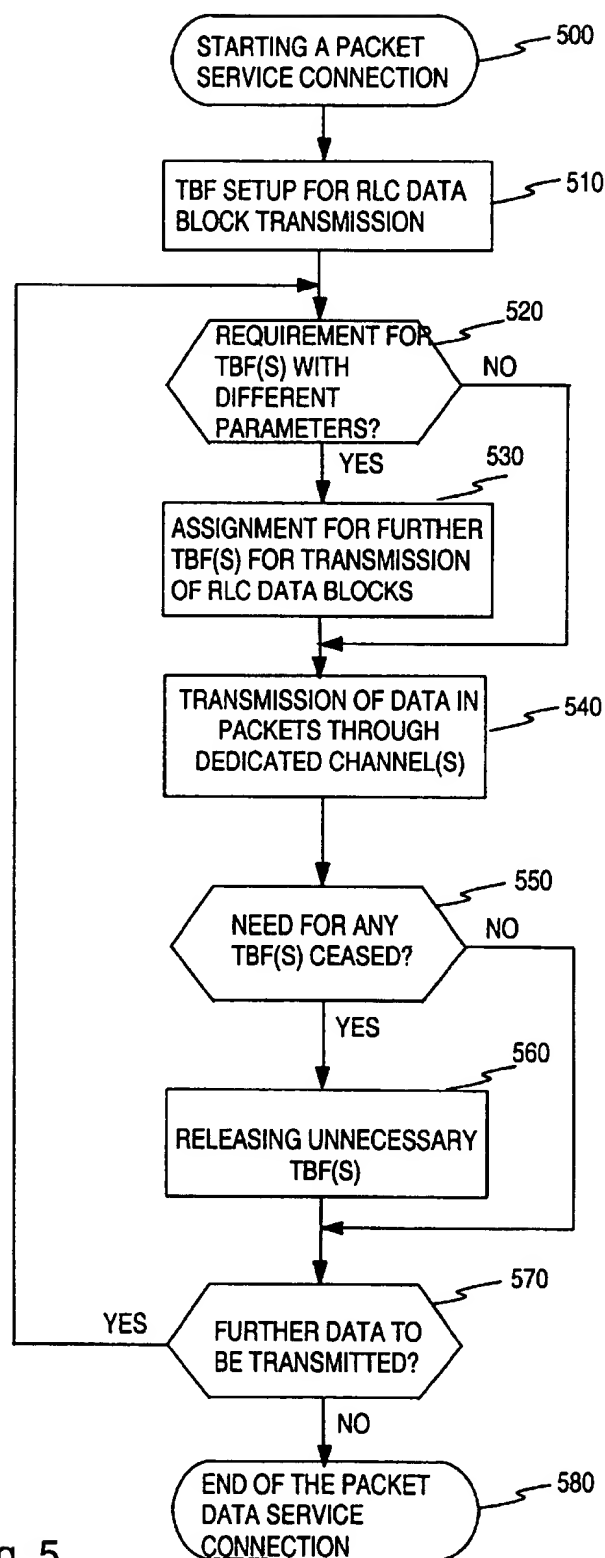 STARTING A PACKET
SERVICE CONNECTION
500
TBF SETUP FOR RLC DATA
BLOCK TRANSMISSION
510
REQUIREMENT FOR
TBF(S) WITH
DIFFERENT
PARAMETERS?
520
NO
YES
530
ASSIGNMENT FOR FURTHER
TBF(S) FOR TRANSMISSION
OF RLC DATA BLOCKS
TRANSMISSION OF DATA IN
PACKETS THROUGH
DEDICATED CHANNEL(S)
540
NEED FOR ANY
TBF(S) CEASED?
550
NO
YES
560
RELEASING UNNECESSARY
TBF(S)
570
YES
FURTHER DATA TO
BE TRANSMITTED?
NO
END OF THE PACKET
DATA SERVICE
CONNECTION
580